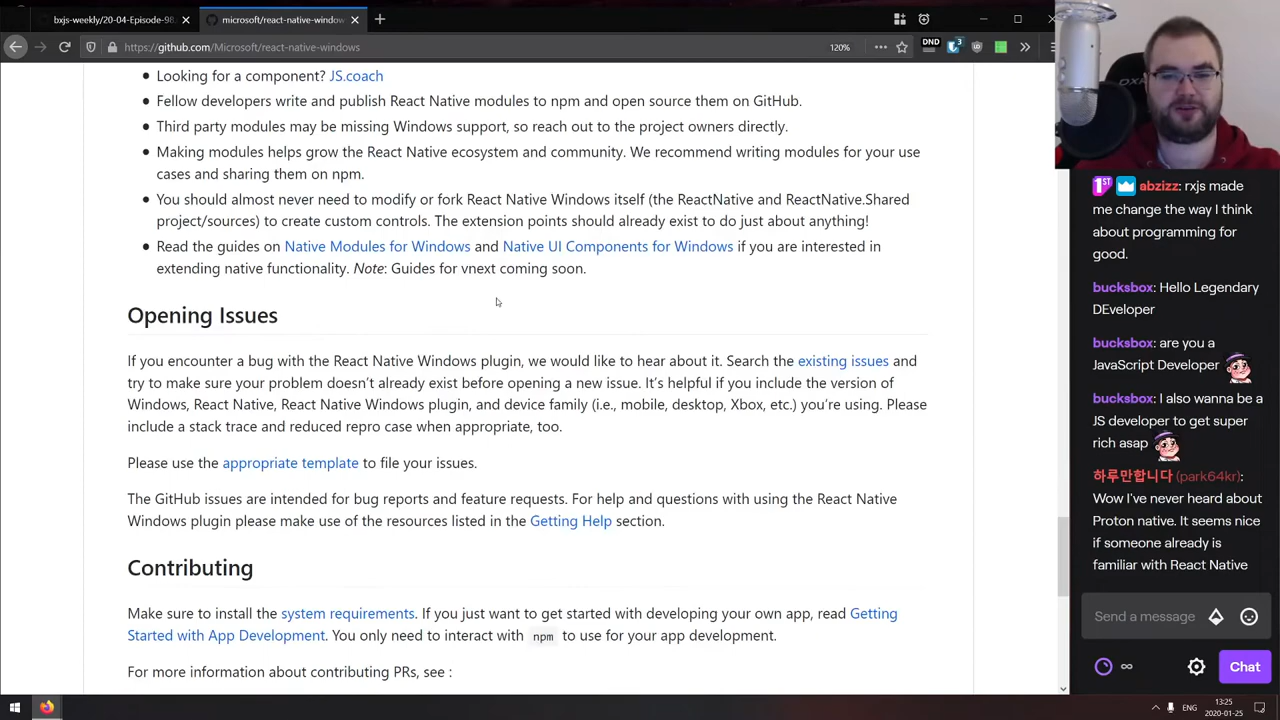 bxjs-weekly/20-04-Episode-98.
microsoft/react-native-window
https://github.com/Microsoft/react-native-windows
120%
DND
3
Looking for a component? JS.coach
Fellow developers write and publish React Native modules to npm and open source them on GitHub.
Third party modules may be missing Windows support, so reach out to the project owners directly.
Making modules helps grow the React Native ecosystem and community. We recommend writing modules for your use
cases and sharing them on npm.
You should almost never need to modify or fork React Native Windows itself (the ReactNative and ReactNative.Shared
project/sources) to create custom controls. The extension points should already exist to do just about anything!
Read the guides on Native Modules for Windows and Native UI Components for Windows if you are interested in
extending native functionality. Note: Guides for vnext coming soon.
Opening Issues
If you encounter a bug with the React Native Windows plugin, we would like to hear about it. Search the existing issues and
try to make sure your problem doesn’t already exist before opening a new issue. It’s helpful if you include the version of
Windows, React Native, React Native Windows plugin, and device family (i.e., mobile, desktop, Xbox, etc.) you’re using. Please
include a stack trace and reduced repro case when appropriate, too.
Please use the appropriate template to file your issues.
The GitHub issues are intended for bug reports and feature requests. For help and questions with using the React Native
Windows plugin please make use of the resources listed in the Getting Help section.
Contributing
Make sure to install the system requirements. If you just want to get started with developing your own app, read Getting
Started with App Development. You only need to interact with npm to use for your app development.
For more information about contributing PRs, see :
1ST abzizz: rxjs made
me change the way I think
about programming for
good.
bucksbox: Hello Legendary
DEveloper
bucksbox: are you a
JavaScript Developer
bucksbox: I also wanna be a
JS developer to get super
rich asap
하루만합니다 (park64kr):
Wow I've never heard about
Proton native. It seems nice
if someone already is
familiar with React Native
Send a message
∞
Chat
ENG
13:25
2020-01-25